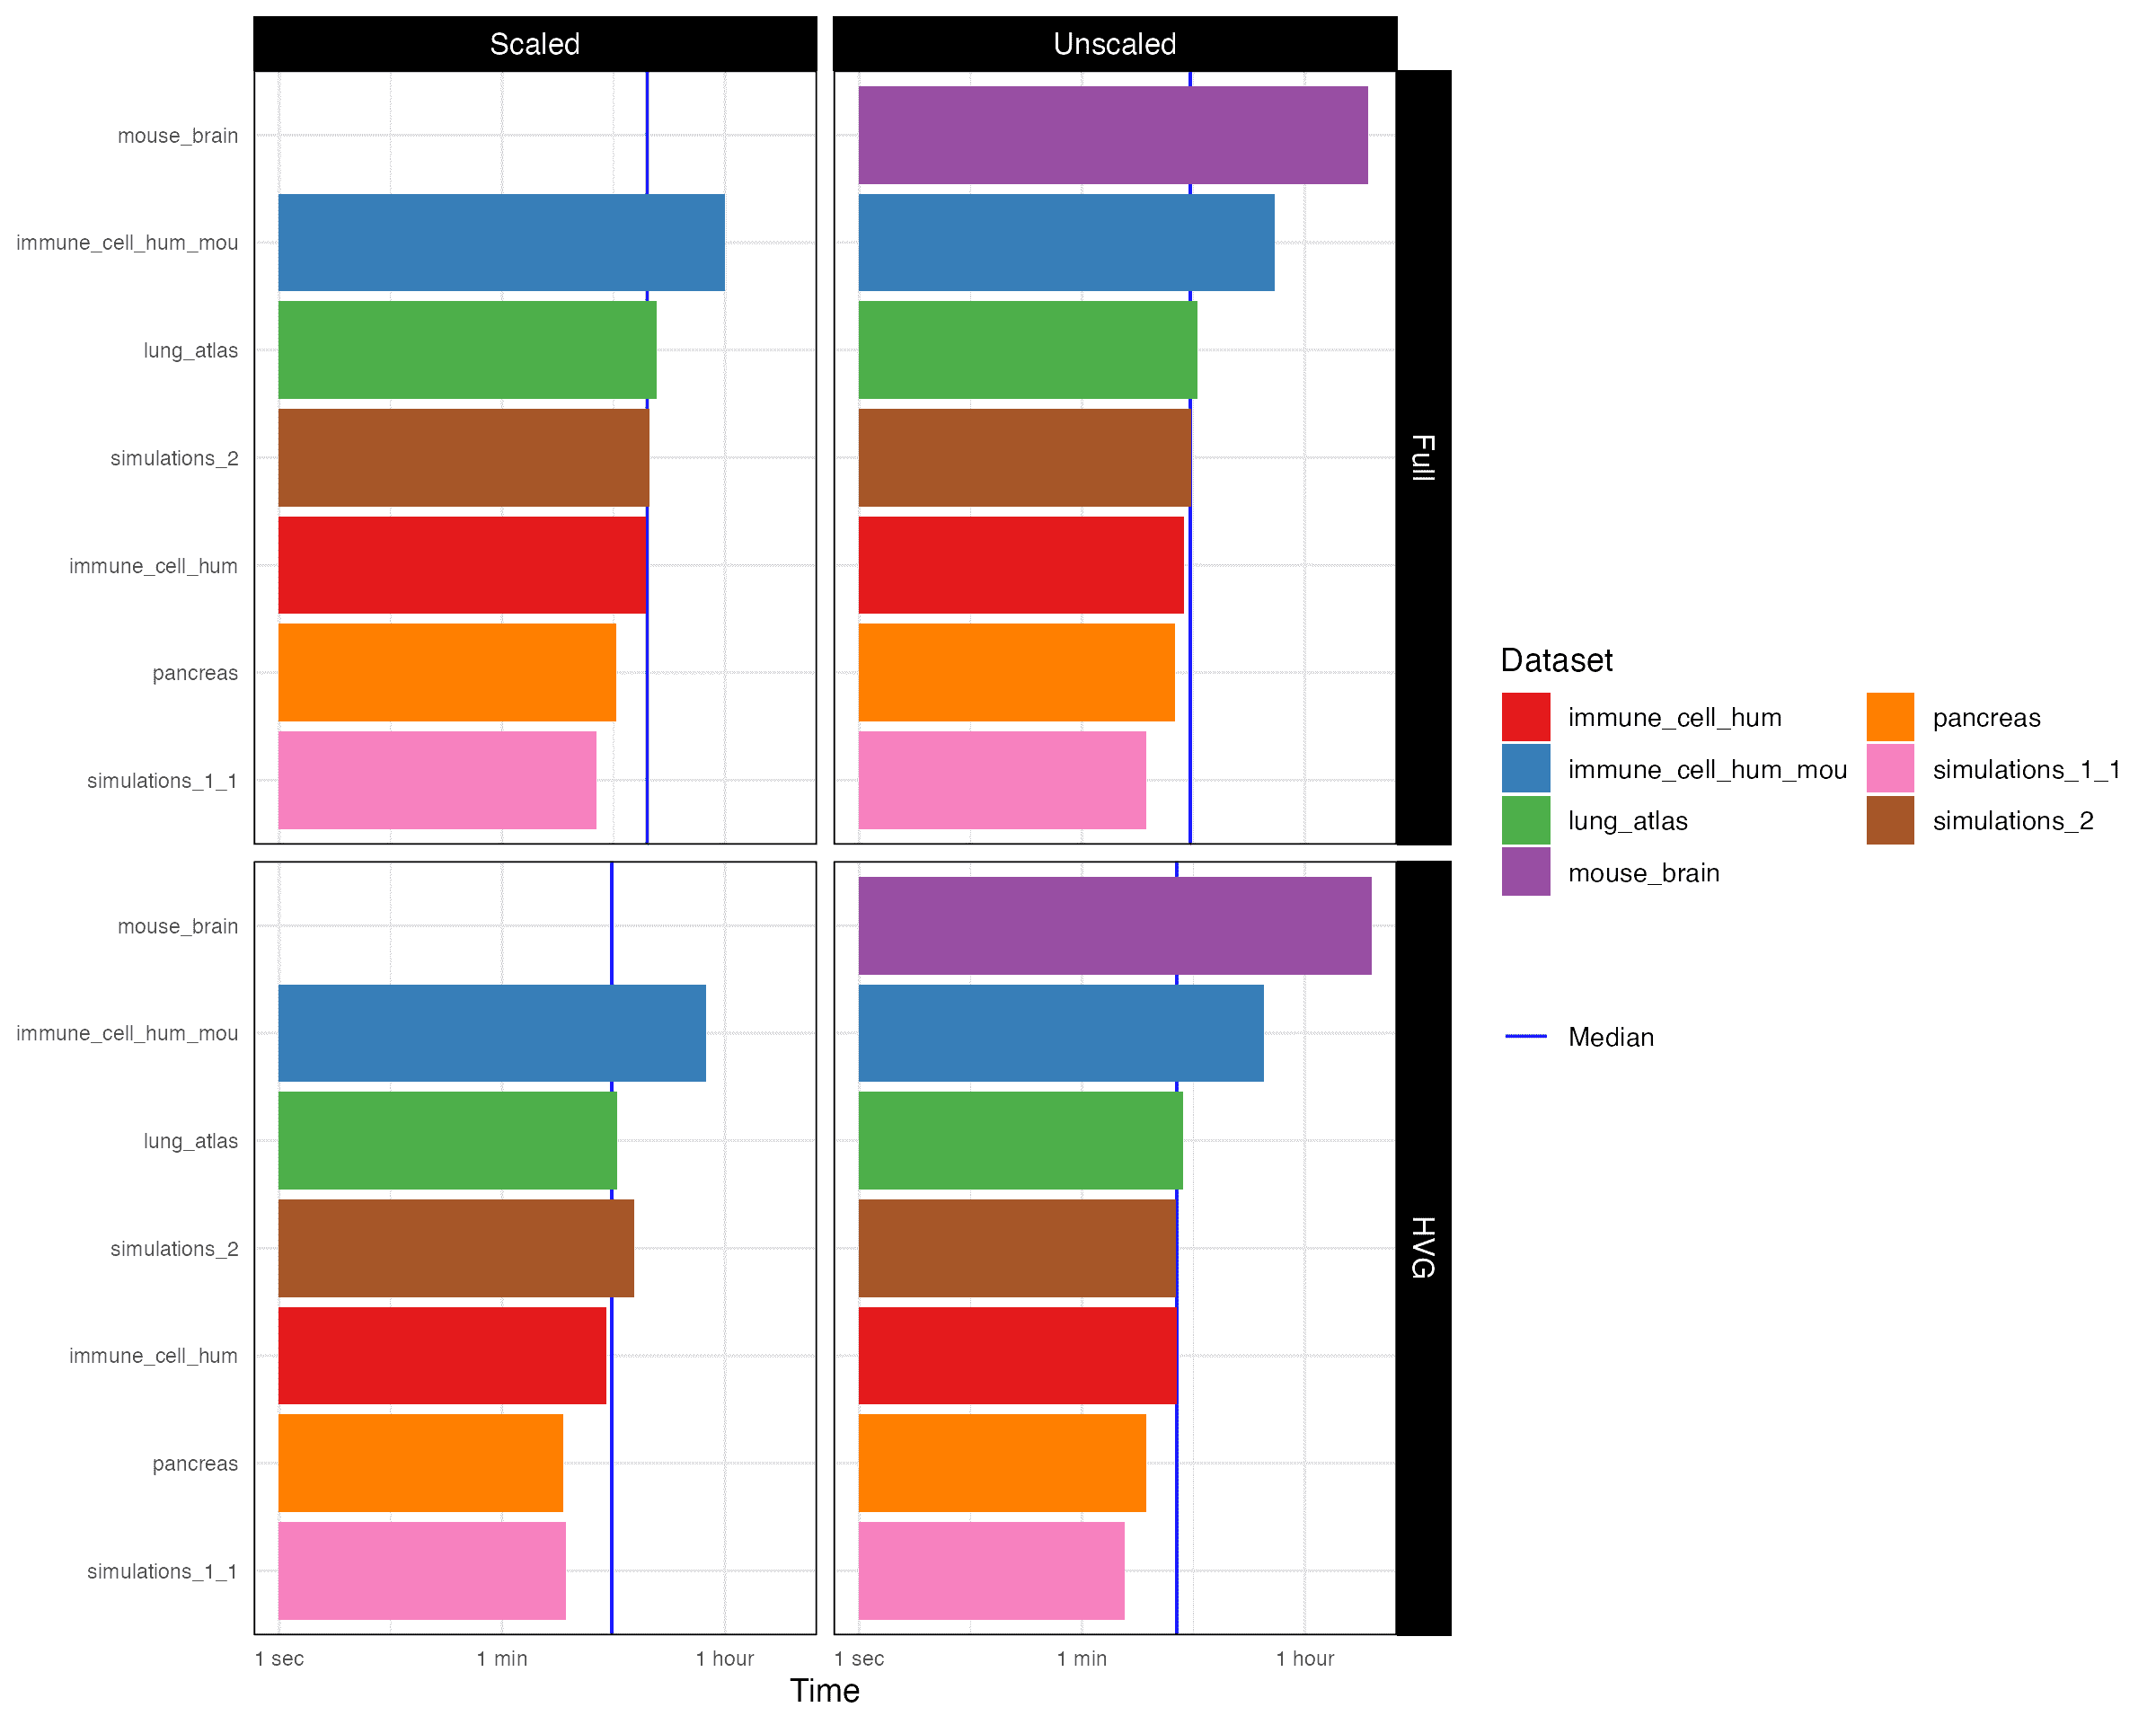 Scaled
Unscaled
mouse_brain
immune_cell_hum_mou
lung_atlas
simulations_2
immune_cell_hum
pancreas
simulations_1_1
Full
mouse_brain
immune_cell_hum_mou
lung_atlas
simulations_2
immune_cell_hum
pancreas
simulations_1_1
HVG
1 sec
1 min
1 hour
1 sec
1 min
1 hour
Time
Dataset
immune_cell_hum
immune_cell_hum_mou
lung_atlas
mouse_brain
pancreas
simulations_1_1
simulations_2
Median